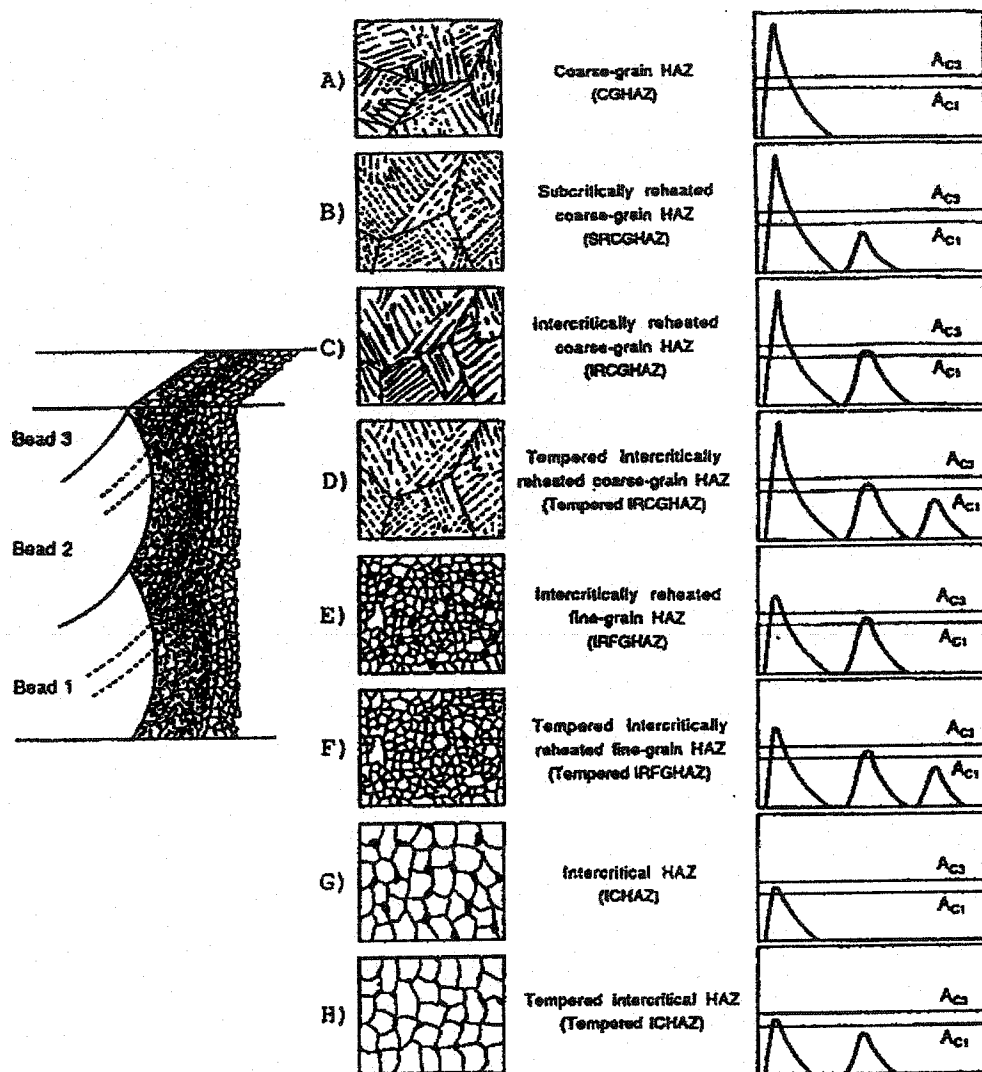 A)
Coarse-grain HAZ
(CGHAZ)
AC3
AC1
B)
Subcritically reheated
coarse-grain HAZ
(SRCGHAZ)
AC3
AC1
C)
Intercritically reheated
coarse-grain HAZ
(IRCGHAZ)
AC3
AC1
D)
Tempered intercritically
reheated coarse-grain HAZ
(Tempered IRCGHAZ)
AC3
AC1
E)
Intercritically reheated
fine-grain HAZ
(IRFGHAZ)
AC3
AC1
F)
Tempered intercritically
reheated fine-grain HAZ
(Tempered IRFGHAZ)
AC3
AC1
G)
Intercritical HAZ
(ICHAZ)
AC3
AC1
H)
Tempered intercritical HAZ
(Tempered ICHAZ)
AC3
AC1
Bead 3
Bead 2
Bead 1